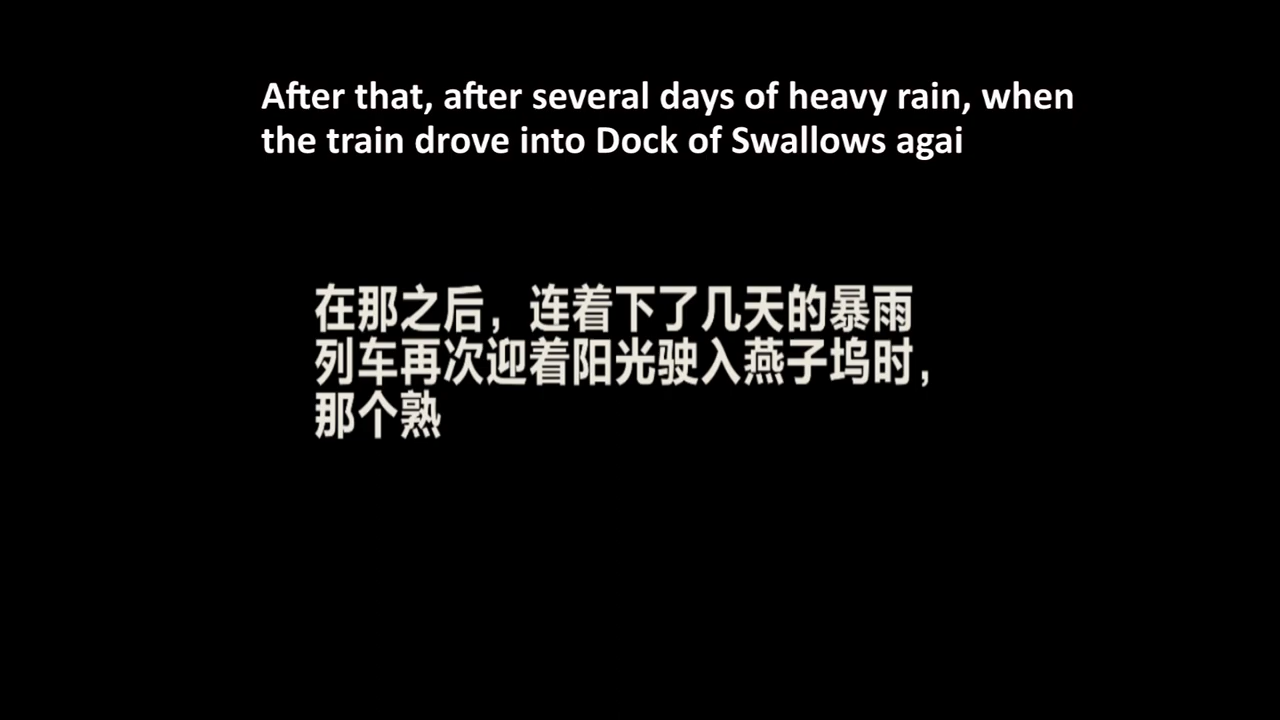 After that, after several days of heavy rain, when
the train drove into Dock of Swallows agai
在那之后，连着下了几天的暴雨
列车再次迎着阳光驶入燕子坞时，
那个熟